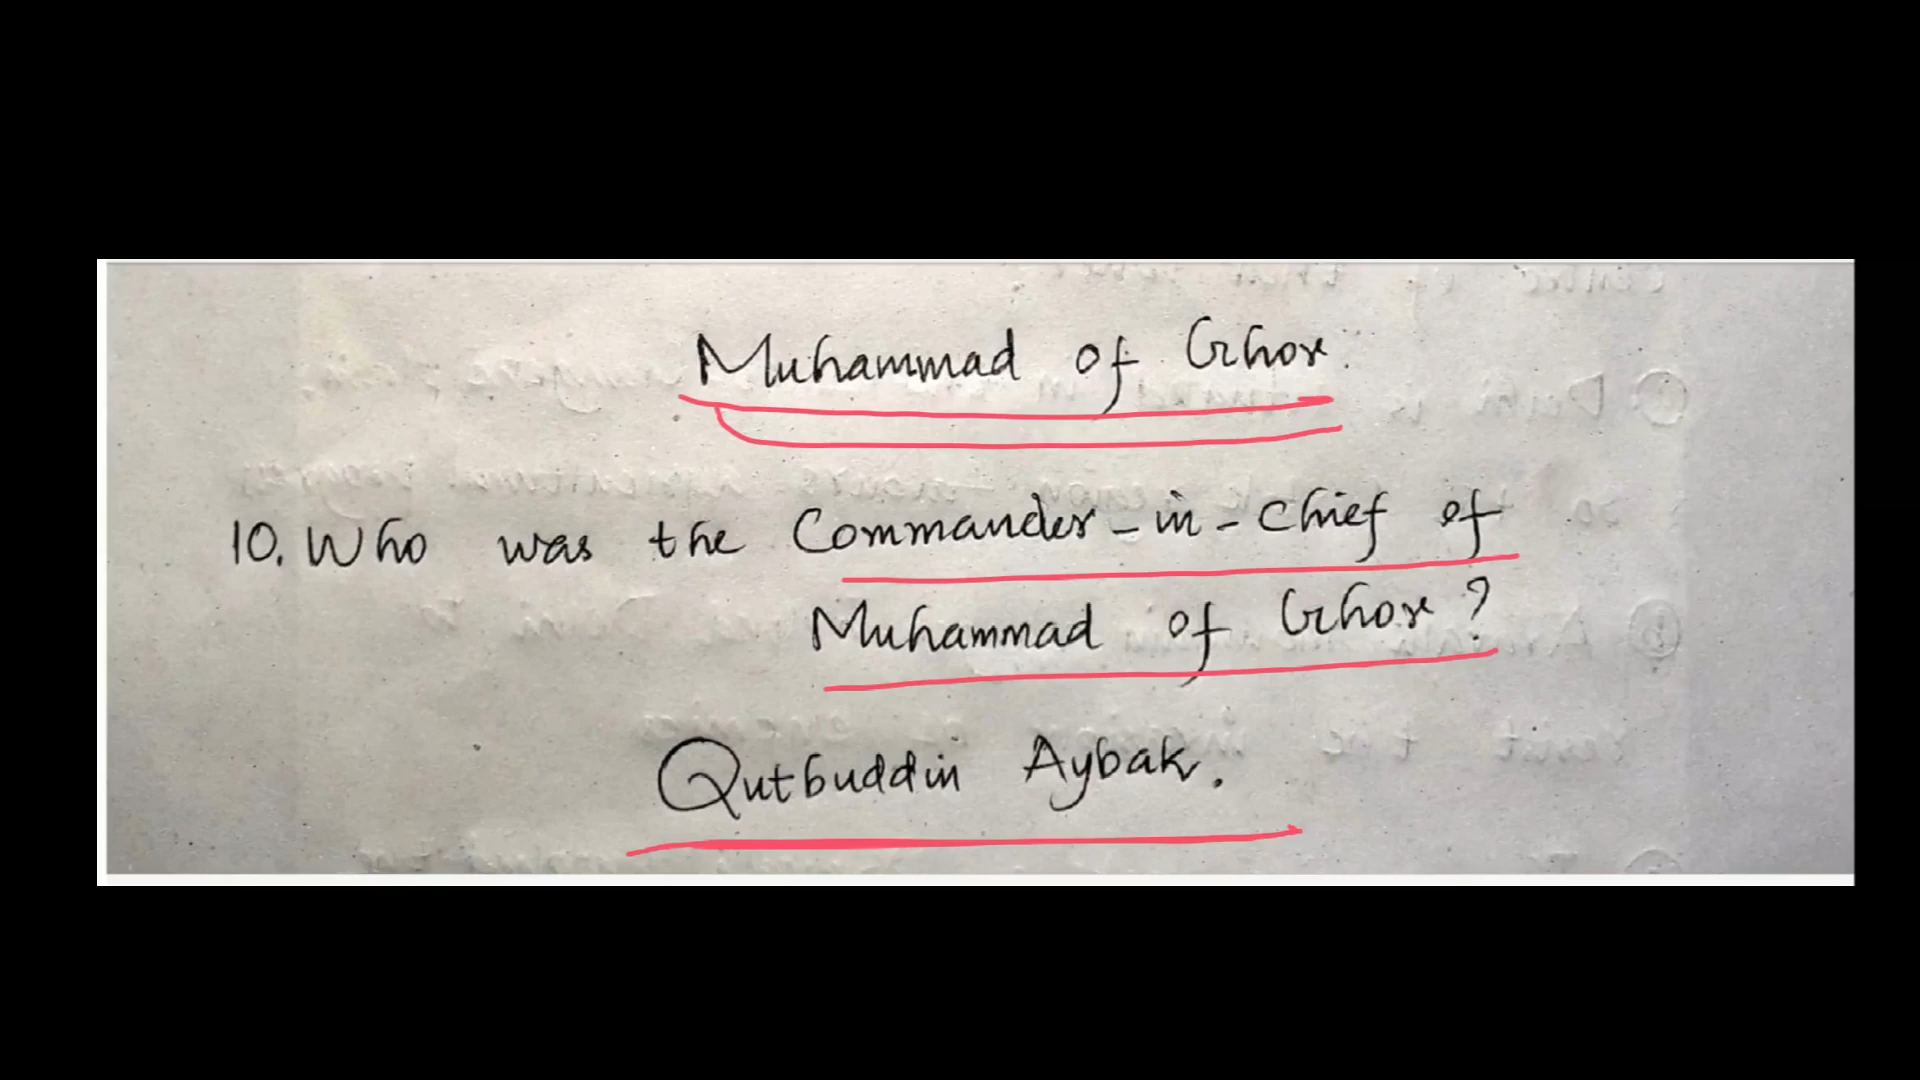 Muhammad of Ghor.
10. Who was the Commander-in-Chief of
Muhammad of Ghor?
Qutbuddin Aybak.